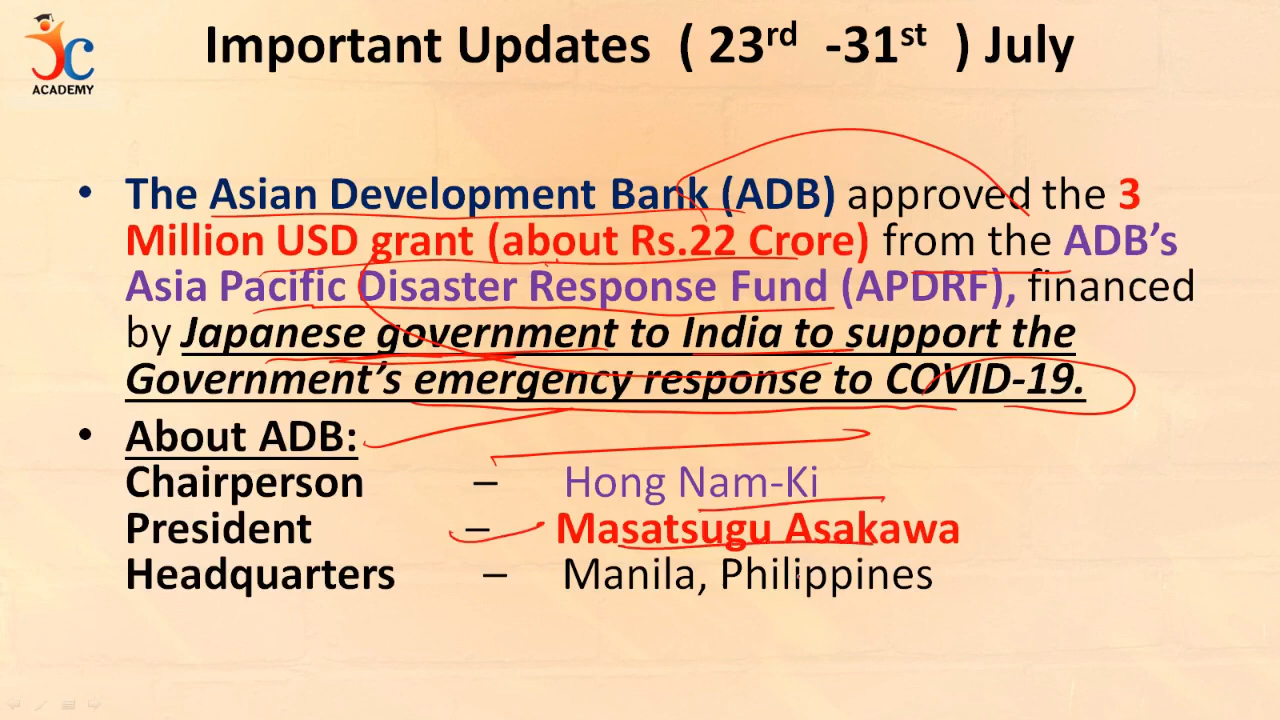 JC
ACADEMY
Important Updates ( 23rd -31st ) July
• The Asian Development Bank (ADB) approved the 3
Million USD grant (about Rs.22 Crore) from the ADB’s
Asia Pacific Disaster Response Fund (APDRF), financed
by Japanese government to India to support the
Government’s emergency response to COVID-19.
• About ADB:
Chairperson – Hong Nam-Ki
President – Masatsugu Asakawa
Headquarters – Manila, Philippines